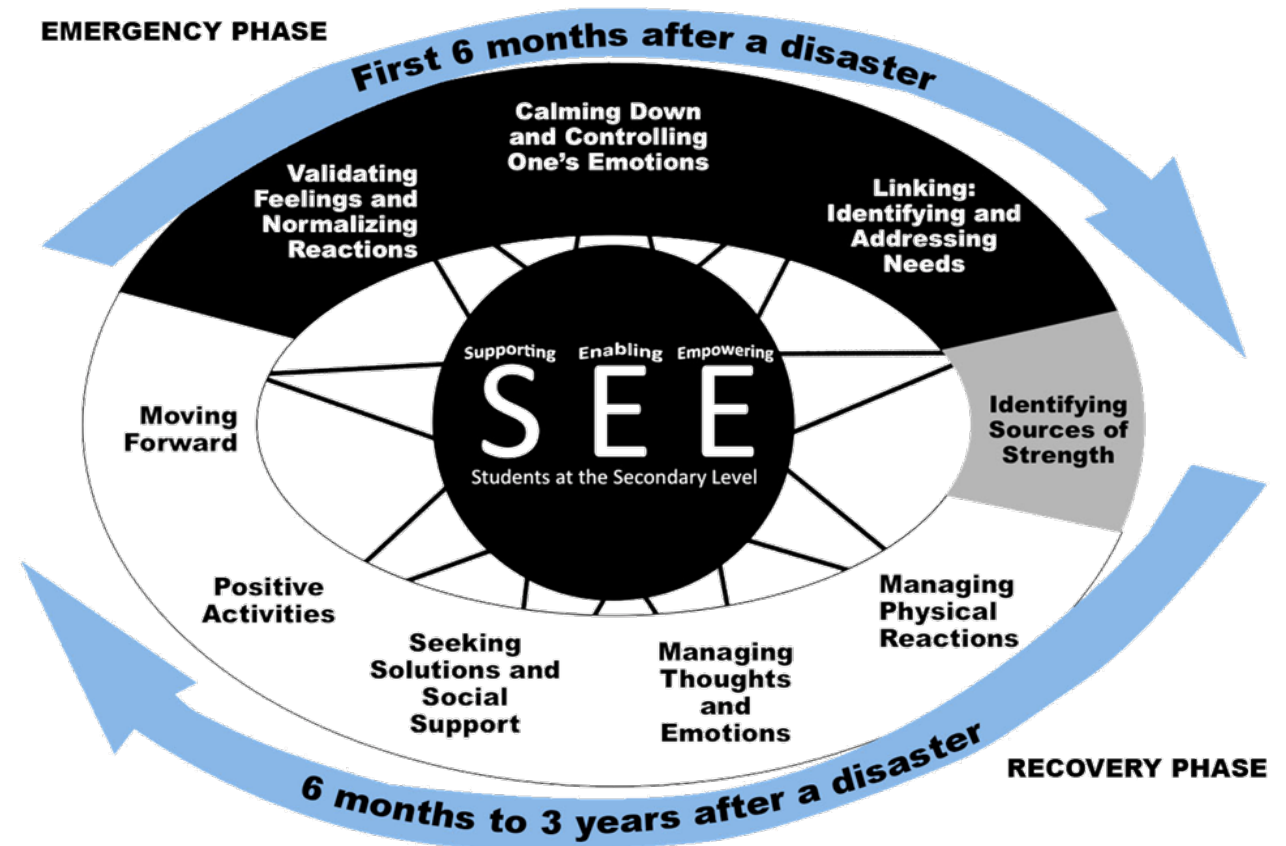 EMERGENCY PHASE
First 6 months after a disaster
Calming Down
and Controlling
One's Emotions
Validating
Feelings and
Normalizing
Reactions
Linking:
Identifying and
Addressing
Needs
Supporting Enabling Empowering
S E E
Students at the Secondary Level
Moving
Forward
Identifying
Sources of
Strength
Positive
Activities
Seeking
Solutions and
Social
Support
Managing
Thoughts
and
Emotions
Managing
Physical
Reactions
6 months to 3 years after a disaster
RECOVERY PHASE